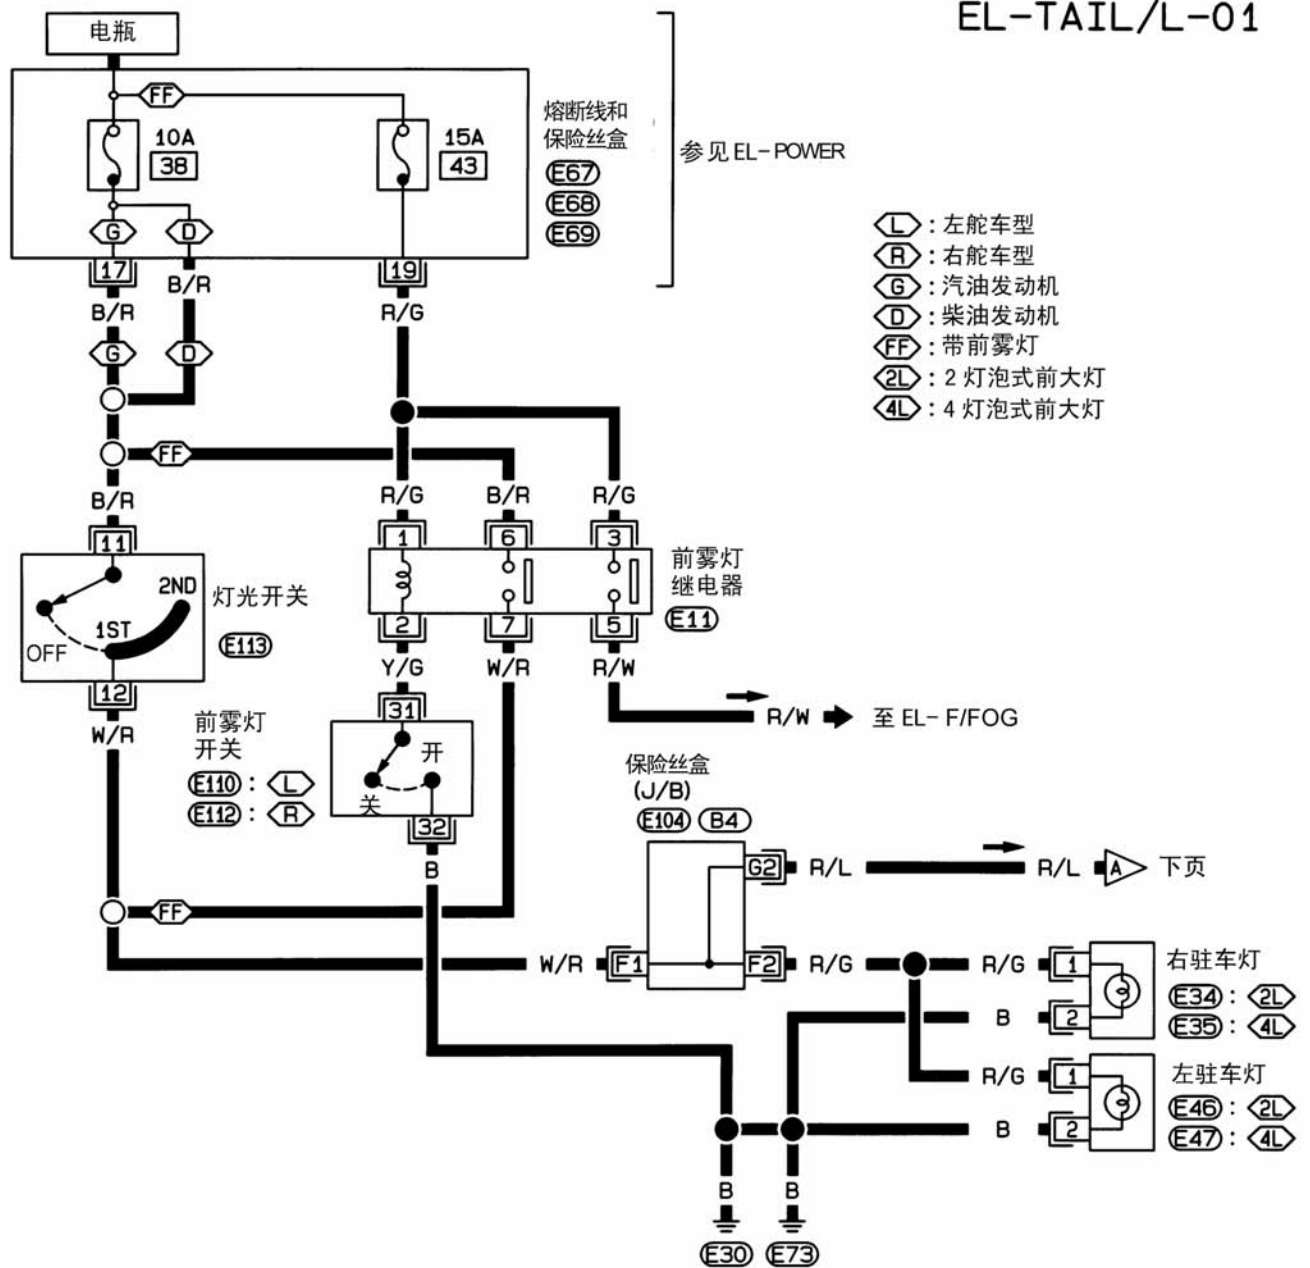 EL-TAIL/L-01
电瓶
FF
10A
38
15A
43
熔断线和
保险丝盒
E67
E68
E69
参见EL-POWER
G D
17 19
B/R
B/R R/G
G D
L : 左舵车型
R : 右舵车型
G : 汽油发动机
D : 柴油发动机
FF : 带前雾灯
2L : 2 灯泡式前大灯
4L : 4 灯泡式前大灯
FF
B/R R/G B/R R/G
11 1 6 3
前雾灯
继电器
E11
2 7 5
2ND
1ST
OFF
灯光开关
E113
12
W/R
Y/G W/R R/W
R/W 至 EL-F/FOG
31
开
关
32
B
前雾灯
开关
E110 : L
E112 : R
保险丝盒
(J/B)
E104 B4
G2 R/L R/L A 下页
FF
W/R F1 F2 R/G R/G 1
右驻车灯
E34 : 2L
E35 : 4L
B 2
R/G 1
左驻车灯
E46 : 2L
E47 : 4L
B 2
B B
E30 E73